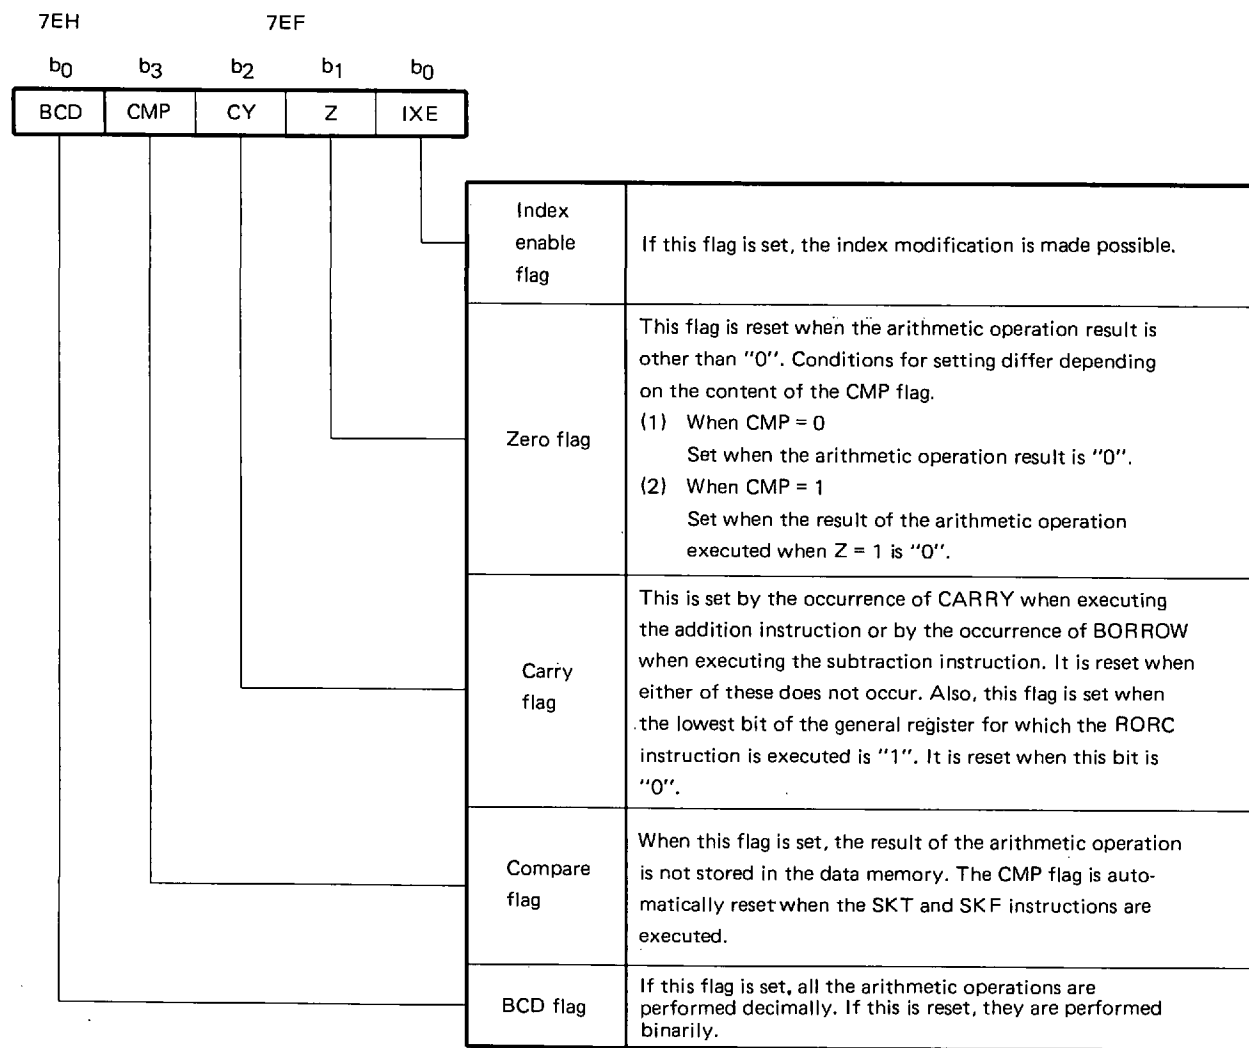 7EH 7EF
b0 b3 b2 b1 b0
BCD CMP CY Z IXE
Index
enable
flag
If this flag is set, the index modification is made possible.
Zero flag
This flag is reset when the arithmetic operation result is
other than "0". Conditions for setting differ depending
on the content of the CMP flag.
(1) When CMP = 0
Set when the arithmetic operation result is "0".
(2) When CMP = 1
Set when the result of the arithmetic operation
executed when Z = 1 is "0".
Carry
flag
This is set by the occurrence of CARRY when executing
the addition instruction or by the occurrence of BORROW
when executing the subtraction instruction. It is reset when
either of these does not occur. Also, this flag is set when
the lowest bit of the general register for which the RORC
instruction is executed is "1". It is reset when this bit is
"0".
Compare
flag
When this flag is set, the result of the arithmetic operation
is not stored in the data memory. The CMP flag is auto-
matically reset when the SKT and SKF instructions are
executed.
BCD flag
If this flag is set, all the arithmetic operations are
performed decimally. If this is reset, they are performed
binarily.